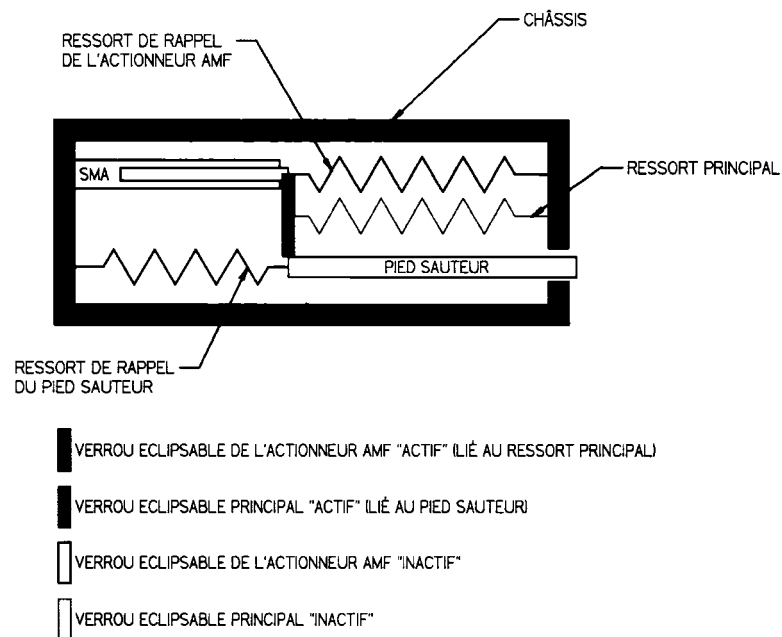 CHÂSSIS
RESSORT DE RAPPEL
DE L'ACTIONNEUR AMF
SMA
RESSORT PRINCIPAL
PIED SAUTEUR
RESSORT DE RAPPEL
DU PIED SAUTEUR
VERROU ECLIPSABLE DE L'ACTIONNEUR AMF "ACTIF" (LIÉ AU RESSORT PRINCIPAL)
VERROU ECLIPSABLE PRINCIPAL "ACTIF" (LIÉ AU PIED SAUTEUR)
VERROU ECLIPSABLE DE L'ACTIONNEUR AMF "INACTIF"
VERROU ECLIPSABLE PRINCIPAL "INACTIF"